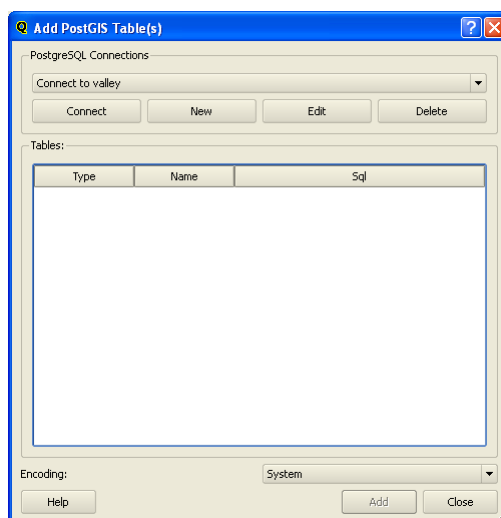 Add PostGIS Table(s)
PostgreSQL Connections
Connect to valley
Connect New Edit Delete
Tables:
Type Name Sql
Encoding: System
Help Add Close